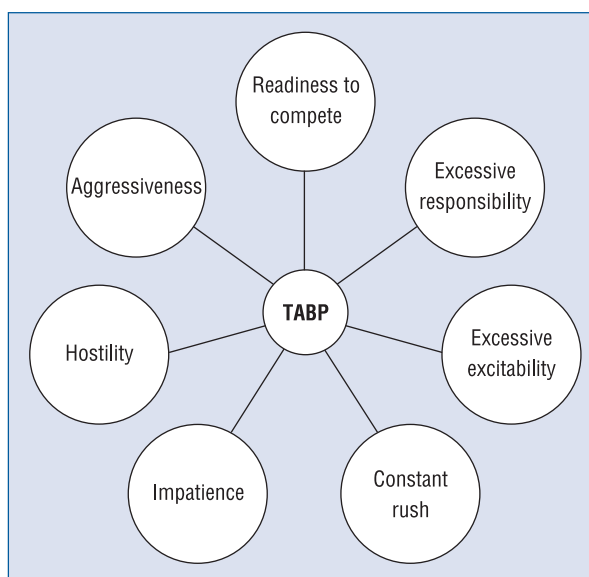 Readiness to
compete
Aggressiveness
Excessive
responsibility
TABP
Hostility
Excessive
excitability
Impatience
Constant
rush